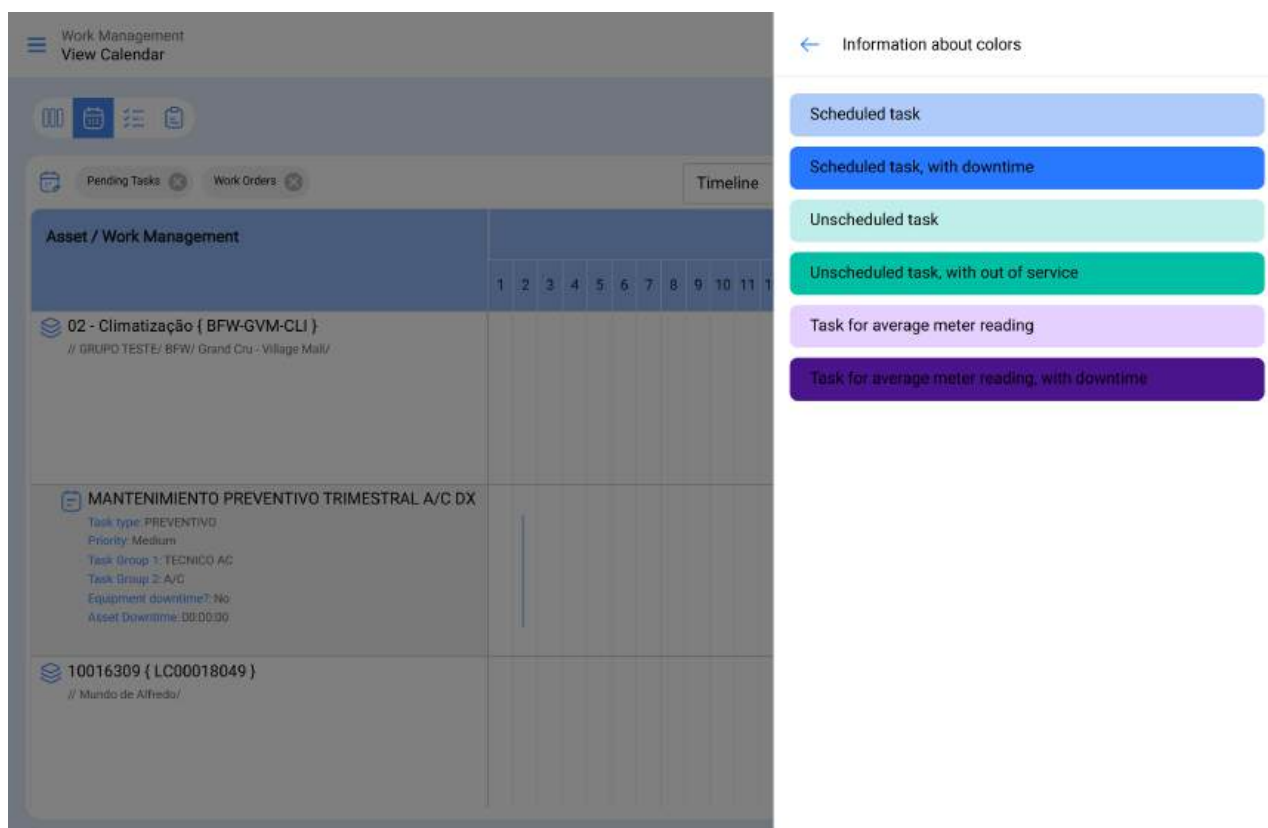 Work Management
View Calendar
Pending Tasks
Work Orders
Timeline
Asset / Work Management
1 2 3 4 5 6 7 8 9 10 11
02 - Climatização { BFW-GVM-CLI }
// GRUPO TESTE/ BFW/ Grand Cru - Village Mall/
MANTENIMIENTO PREVENTIVO TRIMESTRAL A/C DX
Task type: PREVENTIVO
Priority: Medium
Task Group 1: TECNICO AC
Task Group 2: A/C
Equipment downtime?: No
Asset Downtime: 00:00:00
10016309 { LC00018049 }
// Mundo de Alfredo/
Information about colors
Scheduled task
Scheduled task, with downtime
Unscheduled task
Unscheduled task, with out of service
Task for average meter reading
Task for average meter reading, with downtime